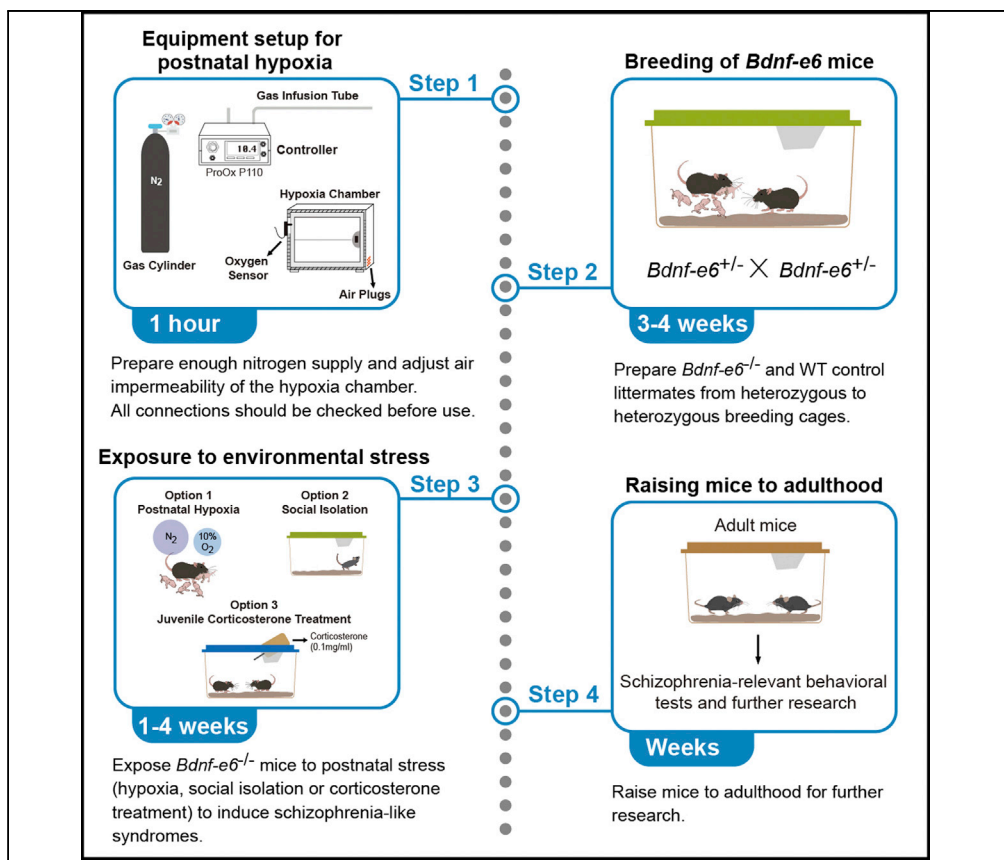 Equipment setup for
postnatal hypoxia
Step 1
Gas Infusion Tube
10.4
Controller
ProOx P110
N2
Hypoxia Chamber
Gas Cylinder
Oxygen
Sensor
Air Plugs
1 hour
Prepare enough nitrogen supply and adjust air
impermeability of the hypoxia chamber.
All connections should be checked before use.
Breeding of Bdnf-e6 mice
Step 2
Bdnf-e6+/- X Bdnf-e6+/-
3-4 weeks
Prepare Bdnf-e6-/- and WT control
littermates from heterozygous to
heterozygous breeding cages.
Exposure to environmental stress
Step 3
Option 1
Postnatal Hypoxia
N2
10%
O2
Option 2
Social Isolation
Option 3
Juvenile Corticosterone Treatment
Corticosterone
(0.1mg/ml)
1-4 weeks
Expose Bdnf-e6-/- mice to postnatal stress
(hypoxia, social isolation or corticosterone
treatment) to induce schizophrenia-like
syndromes.
Raising mice to adulthood
Step 4
Adult mice
Schizophrenia-relevant behavioral
tests and further research
Weeks
Raise mice to adulthood for further
research.